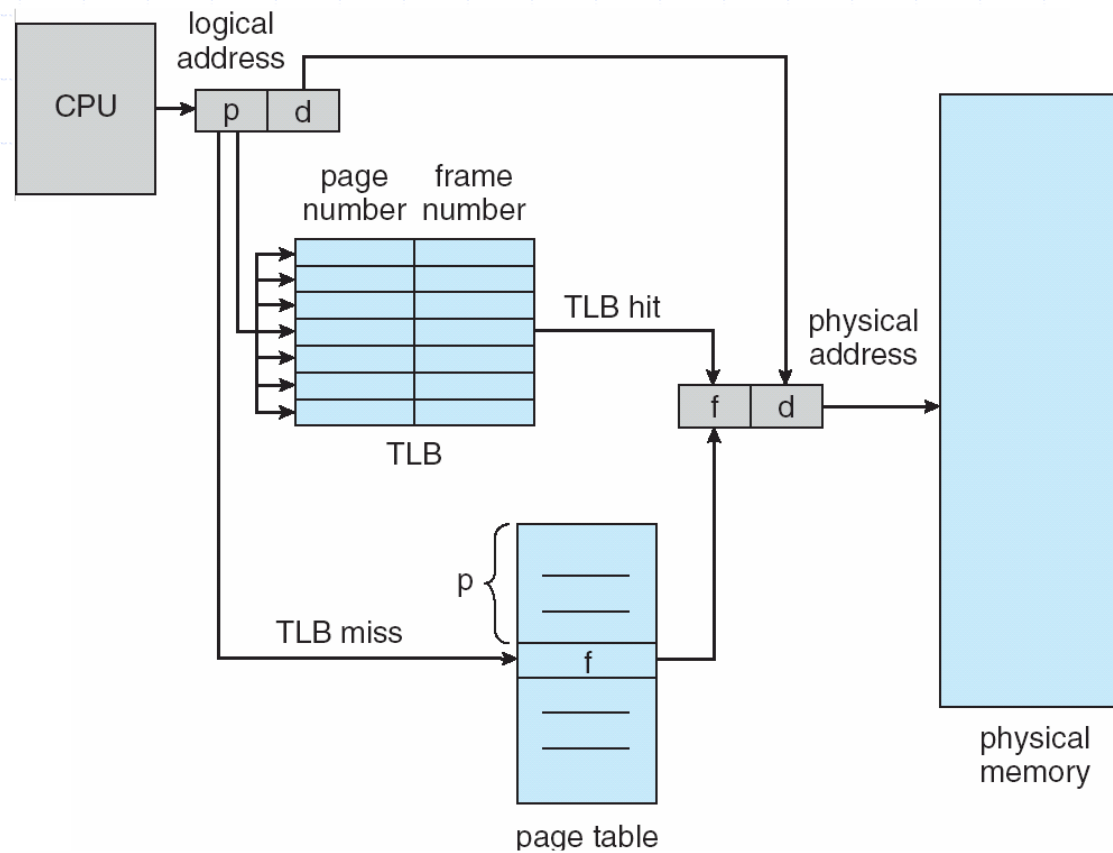 logical
address
CPU
p
d
page
number
frame
number
TLB hit
physical
address
f
d
TLB
p
TLB miss
f
physical
memory
page table